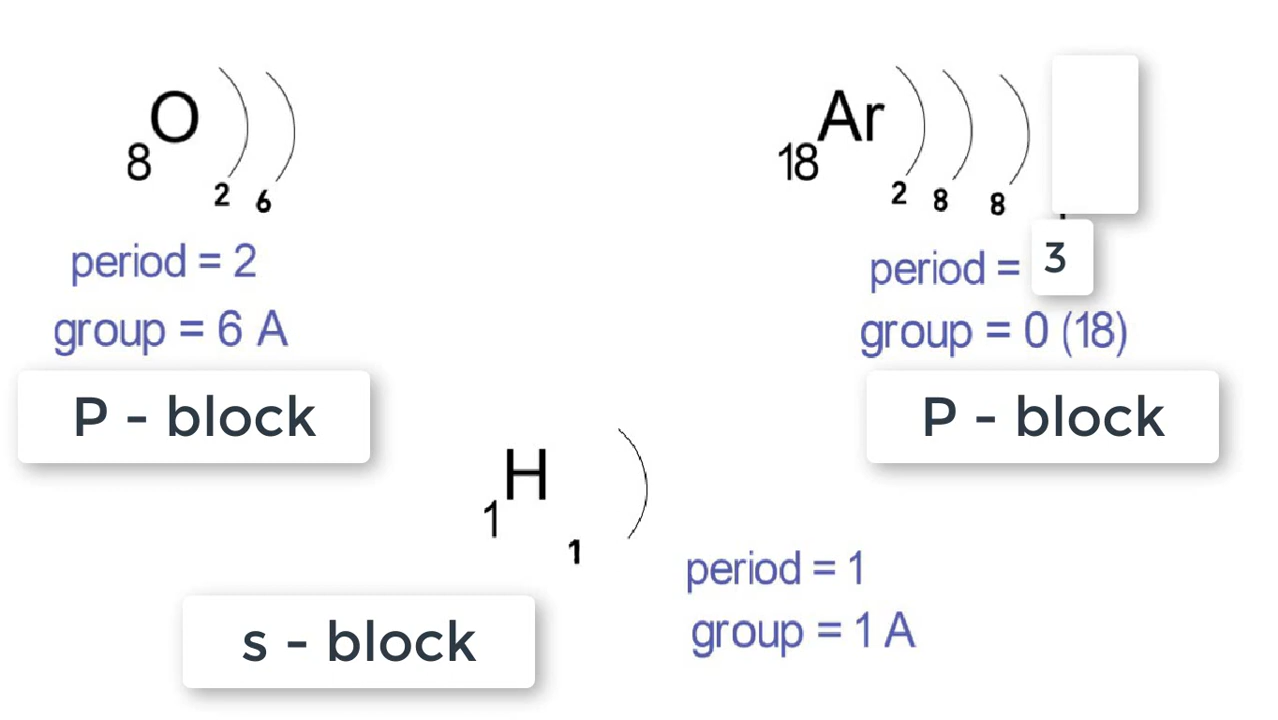 8O 2 6
period = 2
group = 6 A
P - block
18Ar 2 8 8
period = 3
group = 0 (18)
P - block
1H 1
period = 1
group = 1 A
s - block